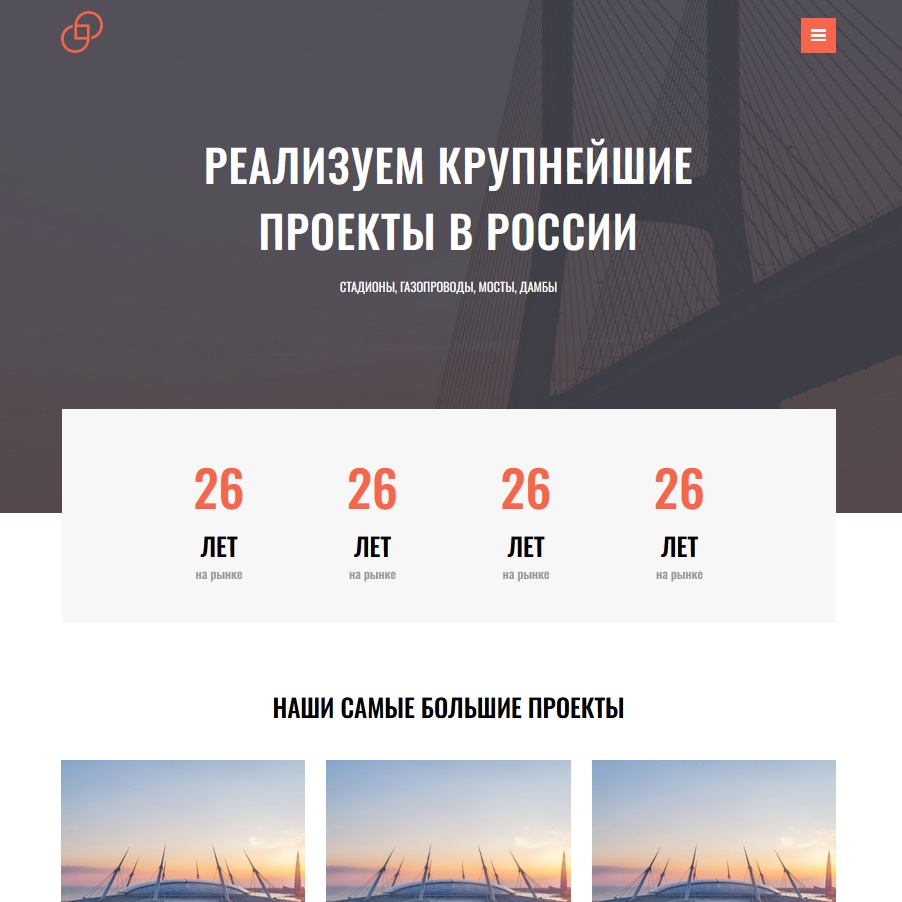 РЕАЛИЗУЕМ КРУПНЕЙШИЕ
ПРОЕКТЫ В РОССИИ
СТАДИОНЫ, ГАЗОПРОВОДЫ, МОСТЫ, ДАМБЫ
26 26 26 26
ЛЕТ ЛЕТ ЛЕТ ЛЕТ
на рынке на рынке на рынке на рынке
НАШИ САМЫЕ БОЛЬШИЕ ПРОЕКТЫ